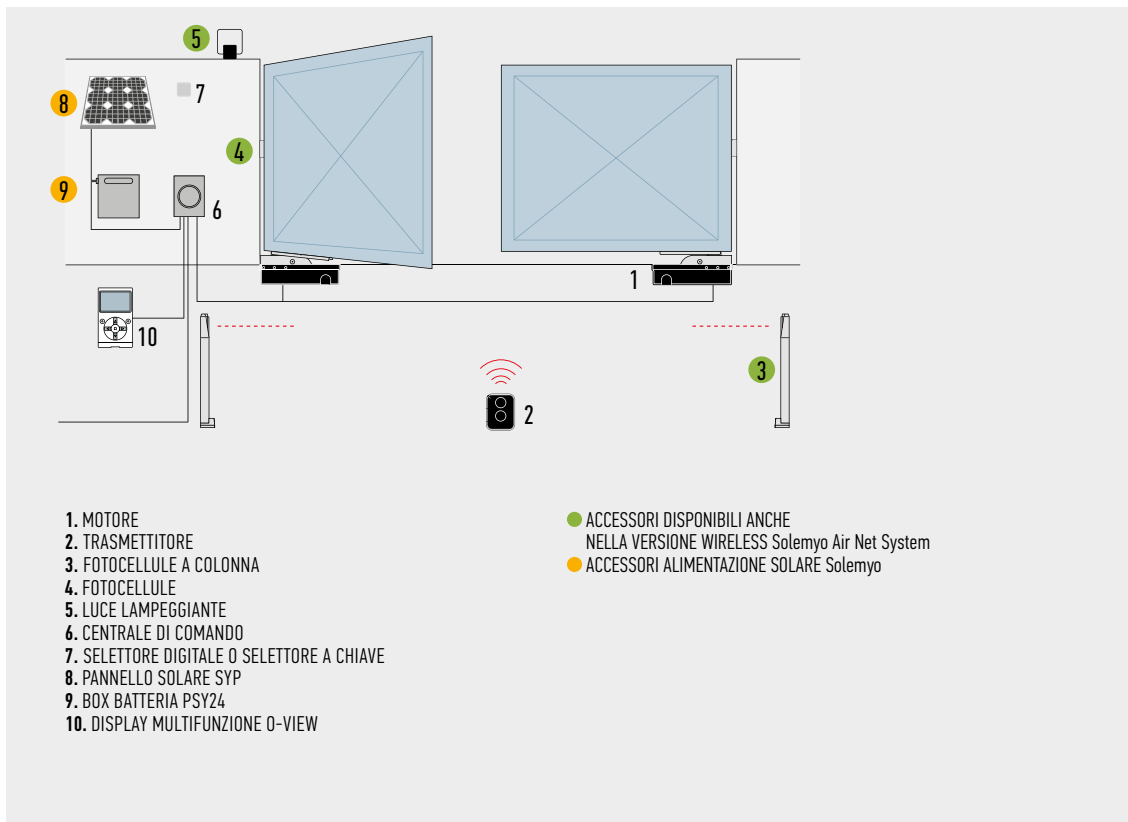 5
8
7
4
9
6
1
10
3
2
1. MOTORE
2. TRASMETTITORE
3. FOTOCELLULE A COLONNA
4. FOTOCELLULE
5. LUCE LAMPEGGIANTE
6. CENTRALE DI COMANDO
7. SELETTORE DIGITALE O SELETTORE A CHIAVE
8. PANNELLO SOLARE SYP
9. BOX BATTERIA PSY24
10. DISPLAY MULTIFUNZIONE O-VIEW
ACCESSORI DISPONIBILI ANCHE
NELLA VERSIONE WIRELESS Solemyo Air Net System
ACCESSORI ALIMENTAZIONE SOLARE Solemyo